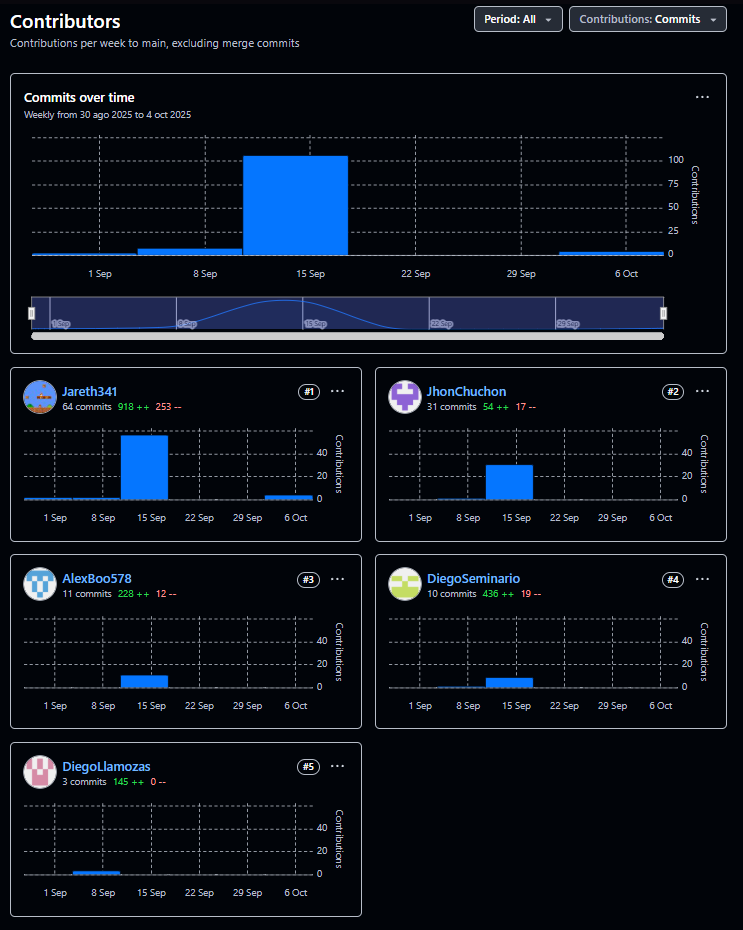 Contributors
Period: All
Contributions: Commits
Contributions per week to main, excluding merge commits
Commits over time
Weekly from 30 ago 2025 to 4 oct 2025
100
75
50
25
0
Contributions
1 Sep 8 Sep 15 Sep 22 Sep 29 Sep 6 Oct
1 Sep 8 Sep 15 Sep 22 Sep 29 Sep
Jareth341 #1
64 commits 918 ++ 253 --
40
20
0
Contributions
1 Sep 8 Sep 15 Sep 22 Sep 29 Sep 6 Oct
JhonChuchon #2
31 commits 54 ++ 17 --
40
20
0
Contributions
1 Sep 8 Sep 15 Sep 22 Sep 29 Sep 6 Oct
AlexBoo578 #3
11 commits 228 ++ 12 --
40
20
0
Contributions
1 Sep 8 Sep 15 Sep 22 Sep 29 Sep 6 Oct
DiegoSeminario #4
10 commits 436 ++ 19 --
40
20
0
Contributions
1 Sep 8 Sep 15 Sep 22 Sep 29 Sep 6 Oct
DiegoLlamozas #5
3 commits 145 ++ 0 --
40
20
0
Contributions
1 Sep 8 Sep 15 Sep 22 Sep 29 Sep 6 Oct